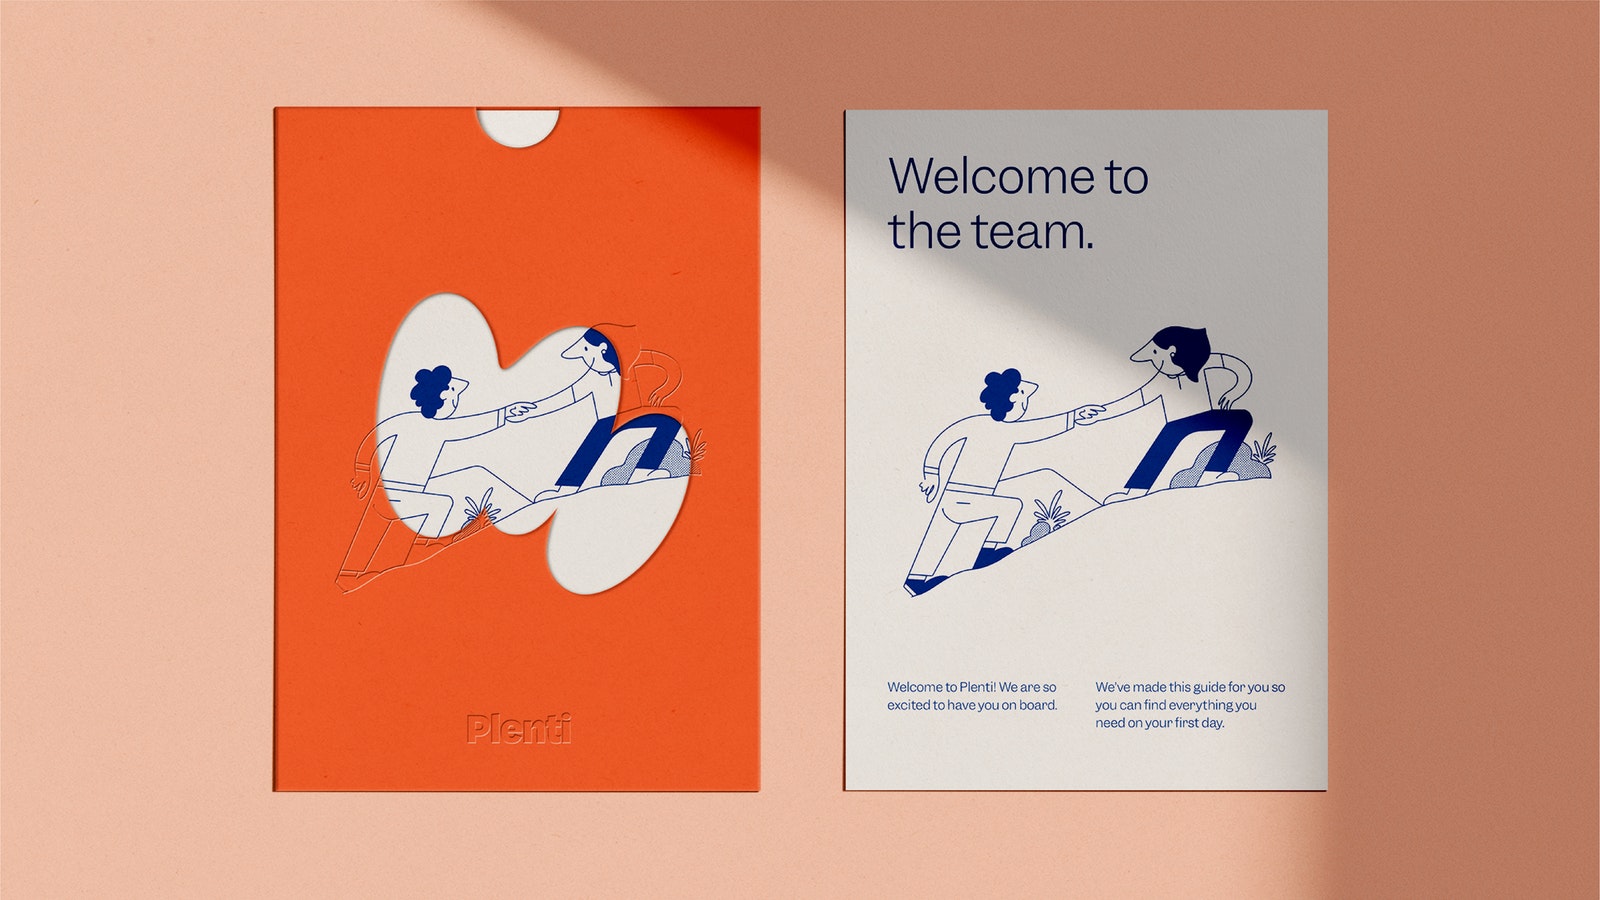 Plenti
Welcome to
the team.
Welcome to Plenti! We are so
excited to have you on board.
We've made this guide for you so
you can find everything you
need on your first day.